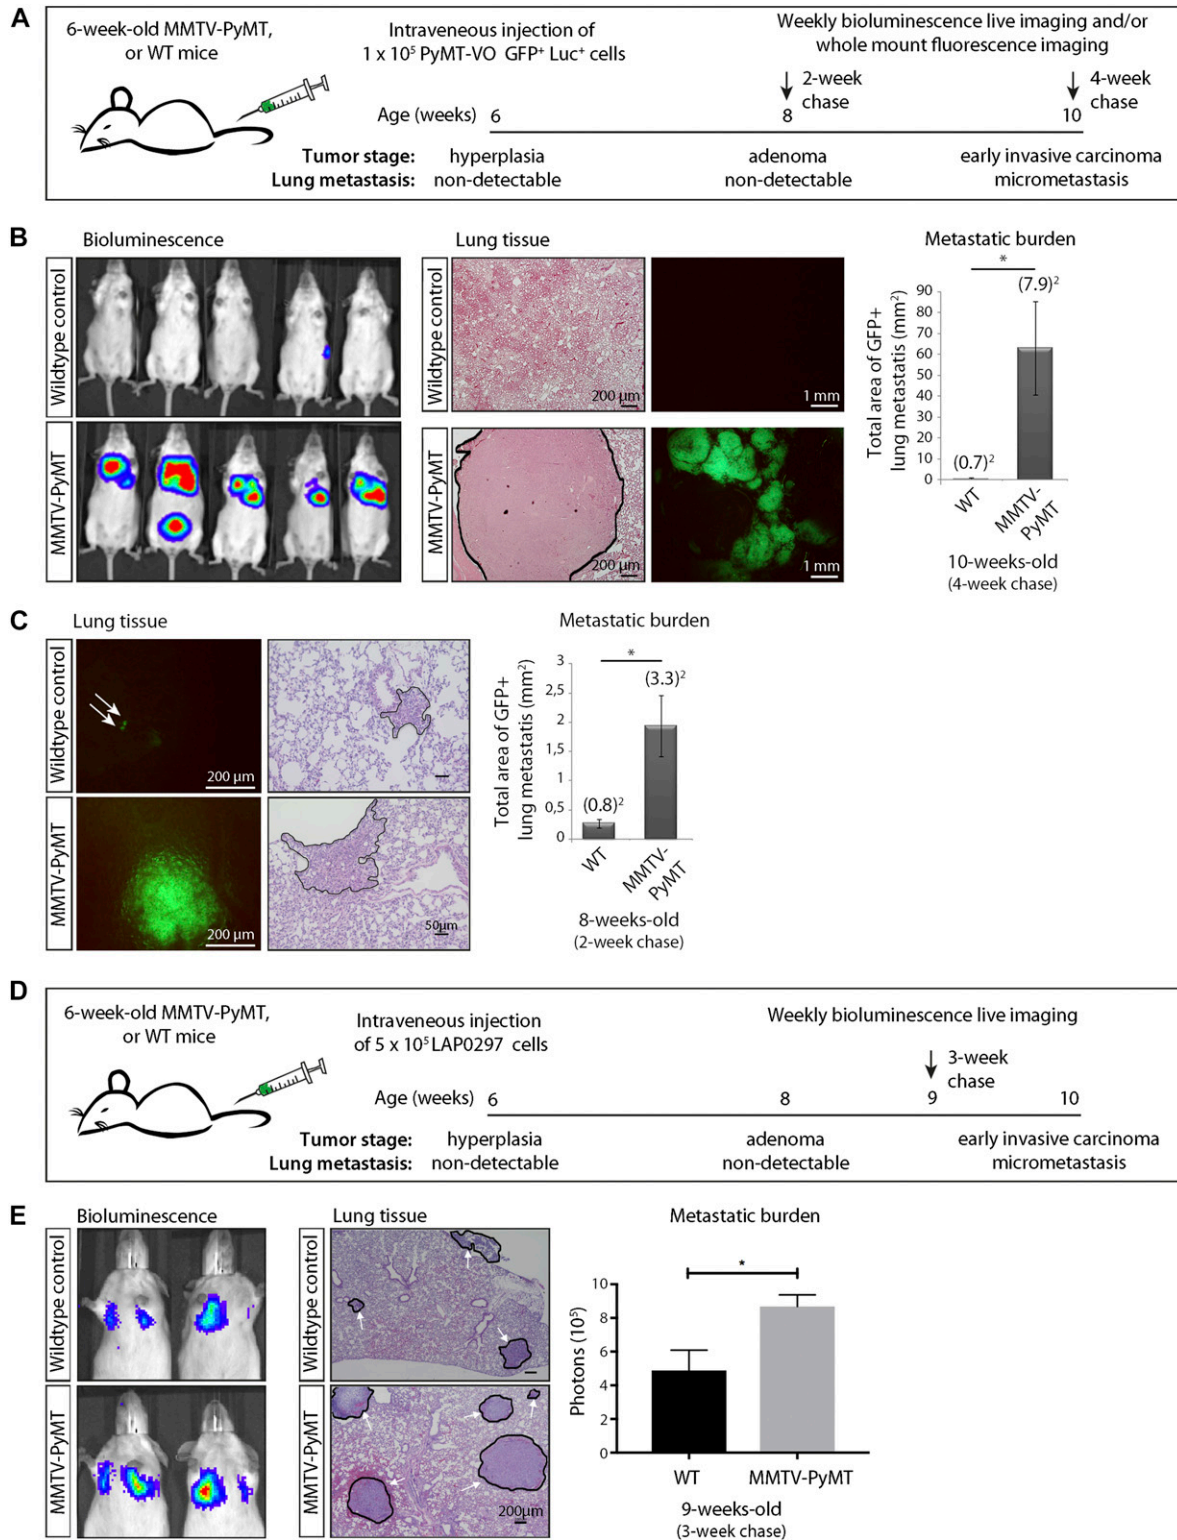 A
6-week-old MMTV-PyMT,
or WT mice
Intraveneous injection of
1 x 10⁵ PyMT-VO GFP⁺ Luc⁺ cells
Weekly bioluminescence live imaging and/or
whole mount fluorescence imaging
2-week
chase
4-week
chase
Age (weeks) 6 8 10
Tumor stage: hyperplasia adenoma early invasive carcinoma
Lung metastasis: non-detectable non-detectable micrometastasis
B
Bioluminescence
Wildtype control
MMTV-PyMT
Lung tissue
Wildtype control
200 µm
1 mm
MMTV-PyMT
200 µm
1 mm
Metastatic burden
Total area of GFP+
lung metastatis (mm²)
90
80
70
60
50
40
30
20
10
0
*
(0.7)²
(7.9)²
WT
MMTV-
PyMT
10-weeks-old
(4-week chase)
C
Lung tissue
Wildtype control
200 µm
MMTV-PyMT
200 µm
50µm
Metastatic burden
Total area of GFP+
lung metastatis (mm²)
3
2,5
2
1,5
1
0,5
0
*
(0.8)²
(3.3)²
WT
MMTV-
PyMT
8-weeks-old
(2-week chase)
D
6-week-old MMTV-PyMT,
or WT mice
Intraveneous injection
of 5 x 10⁵ LAP0297 cells
Weekly bioluminescence live imaging
3-week
chase
Age (weeks) 6 8 9 10
Tumor stage: hyperplasia adenoma early invasive carcinoma
Lung metastasis: non-detectable non-detectable micrometastasis
E
Bioluminescence
Wildtype control
MMTV-PyMT
Lung tissue
Wildtype control
MMTV-PyMT
200µm
Metastatic burden
Photons (10⁵)
10
8
6
4
2
0
*
WT
MMTV-PyMT
9-weeks-old
(3-week chase)